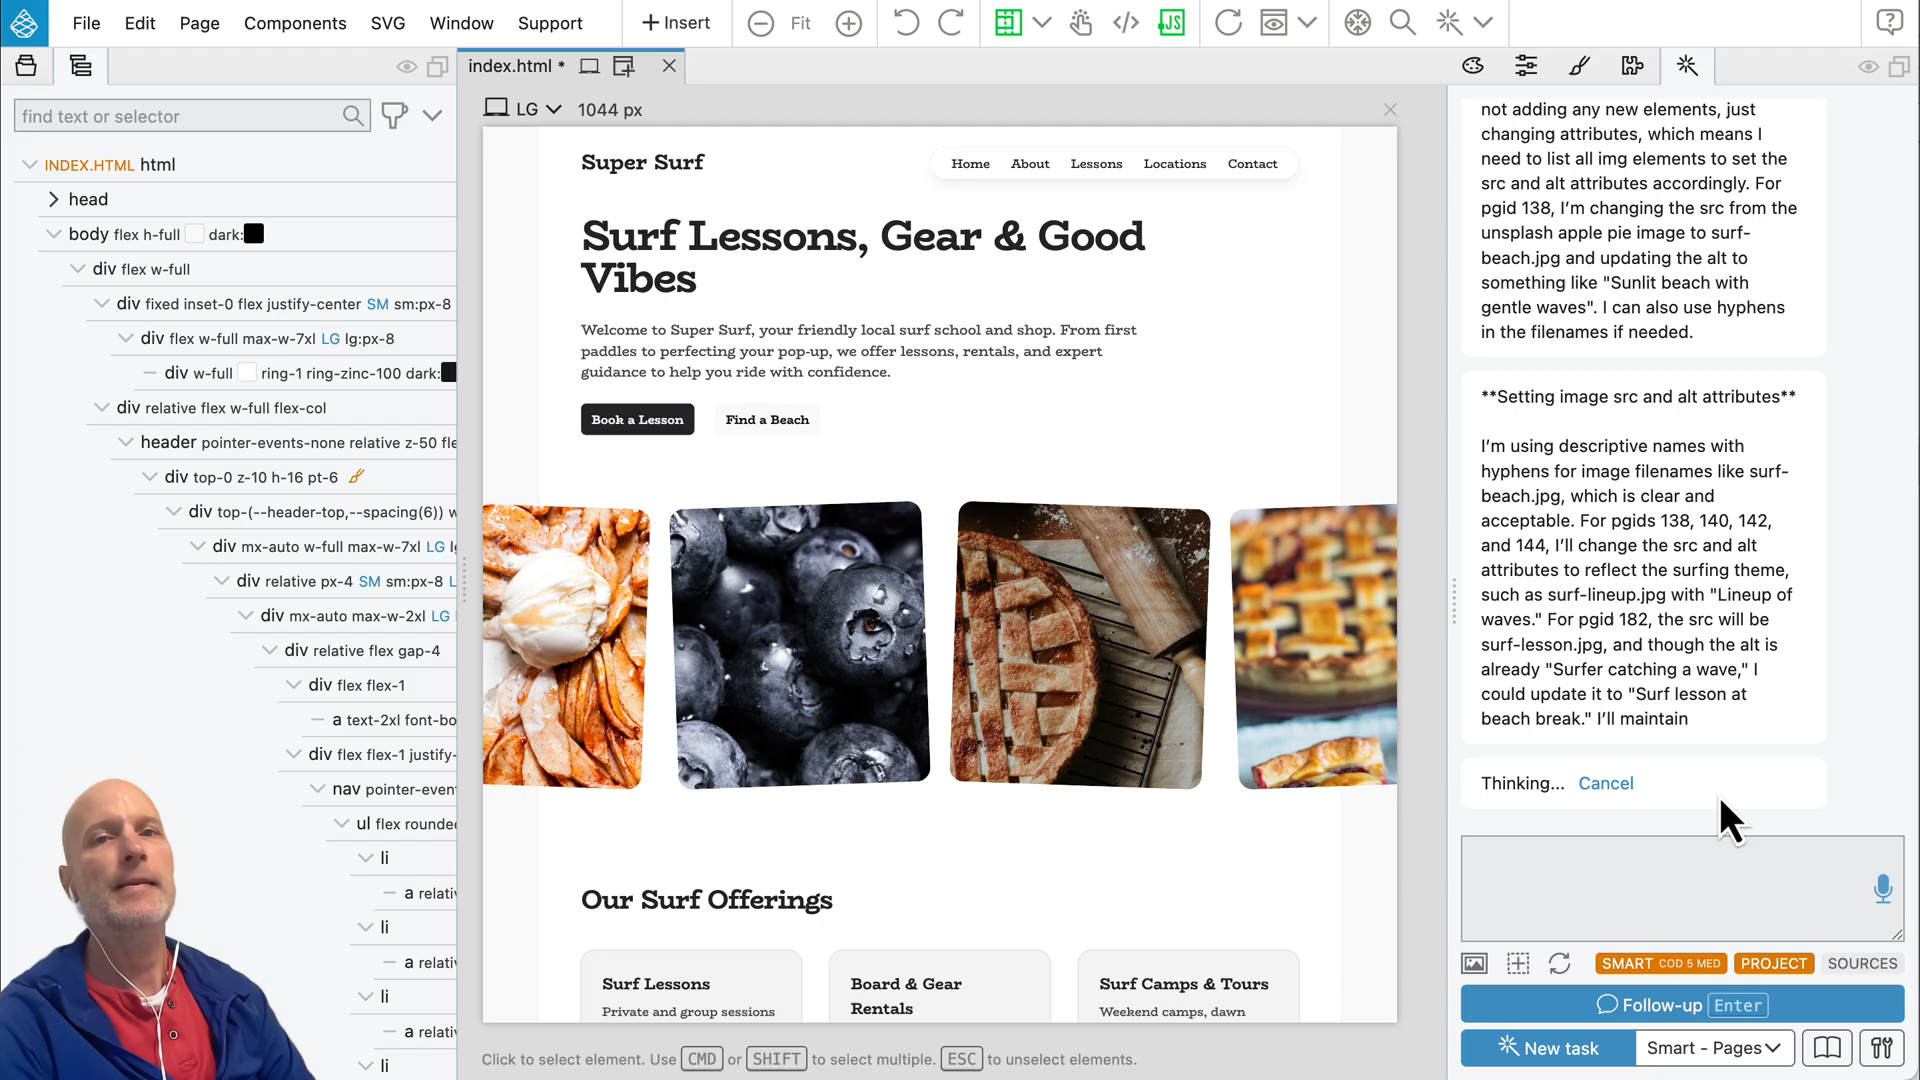 File Edit Page Components SVG Window Support + Insert Fit JS
index.html *
find text or selector
LG 1044 px
INDEX.HTML html
head
body flex h-full dark:
div flex w-full
div fixed inset-0 flex justify-center SM sm:px-8
div flex w-full max-w-7xl LG lg:px-8
div w-full ring-1 ring-zinc-100 dark:
div relative flex w-full flex-col
header pointer-events-none relative z-50 fle
div top-0 z-10 h-16 pt-6
div top-(--header-top,--spacing(6)) w
div mx-auto w-full max-w-7xl LG lg
div relative px-4 SM sm:px-8 L
div mx-auto max-w-2xl LG
div relative flex gap-4
div flex flex-1
a text-2xl font-bo
div flex flex-1 justify-
nav pointer-even
ul flex rounde
li
a relativ
li
a relativ
li
a relativ
li
Super Surf
Home About Lessons Locations Contact
Surf Lessons, Gear & Good
Vibes
Welcome to Super Surf, your friendly local surf school and shop. From first
paddles to perfecting your pop-up, we offer lessons, rentals, and expert
guidance to help you ride with confidence.
Book a Lesson Find a Beach
Our Surf Offerings
Surf Lessons
Private and group sessions
Board & Gear
Rentals
Surf Camps & Tours
Weekend camps, dawn
Click to select element. Use CMD or SHIFT to select multiple. ESC to unselect elements.
not adding any new elements, just
changing attributes, which means I
need to list all img elements to set the
src and alt attributes accordingly. For
pgid 138, I'm changing the src from the
unsplash apple pie image to surf-
beach.jpg and updating the alt to
something like "Sunlit beach with
gentle waves". I can also use hyphens
in the filenames if needed.
**Setting image src and alt attributes**
I'm using descriptive names with
hyphens for image filenames like surf-
beach.jpg, which is clear and
acceptable. For pgids 138, 140, 142,
and 144, I'll change the src and alt
attributes to reflect the surfing theme,
such as surf-lineup.jpg with "Lineup of
waves." For pgid 182, the src will be
surf-lesson.jpg, and though the alt is
already "Surfer catching a wave," I
could update it to "Surf lesson at
beach break." I'll maintain
Thinking... Cancel
SMART COD 5 MED PROJECT SOURCES
Follow-up Enter
New task Smart - Pages